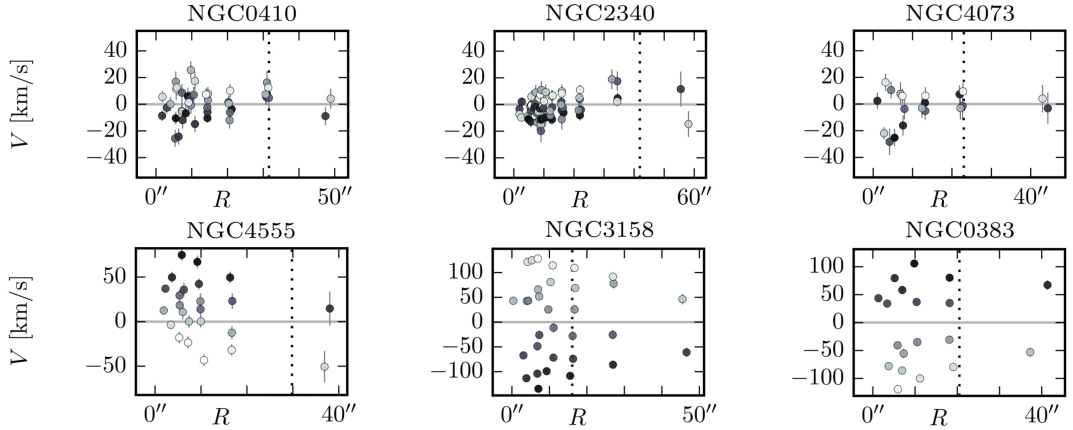 NGC0410 NGC2340 NGC4073
V [km/s] 40 20 0 −20 −40 40 20 0 −20 −40 40 20 0 −20 −40
0″ R 50″ 0″ R 60″ 0″ R 40″
NGC4555 NGC3158 NGC0383
V [km/s] 50 0 −50 100 50 0 −50 −100 100 50 0 −50 −100
0″ R 40″ 0″ R 50″ 0″ R 40″